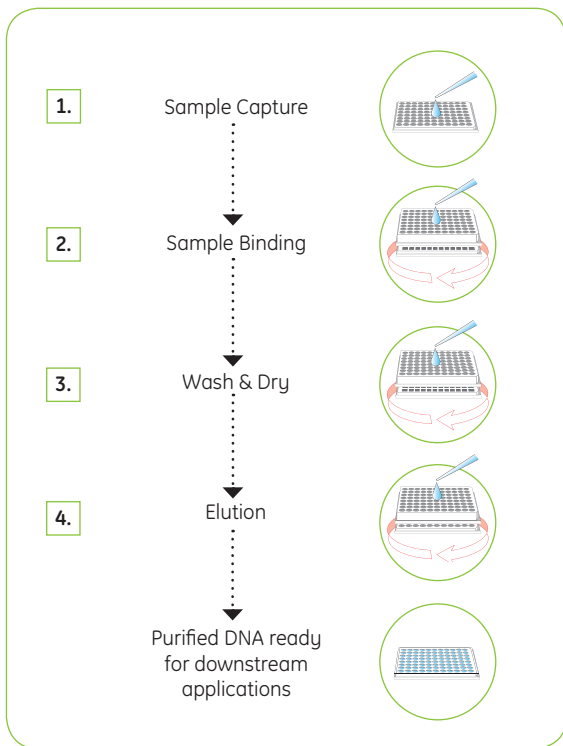 1.
Sample Capture
2.
Sample Binding
3.
Wash & Dry
4.
Elution
Purified DNA ready
for downstream
applications